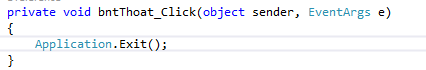 private void bntThoat_Click(object sender, EventArgs e)
{
    Application.Exit();
}